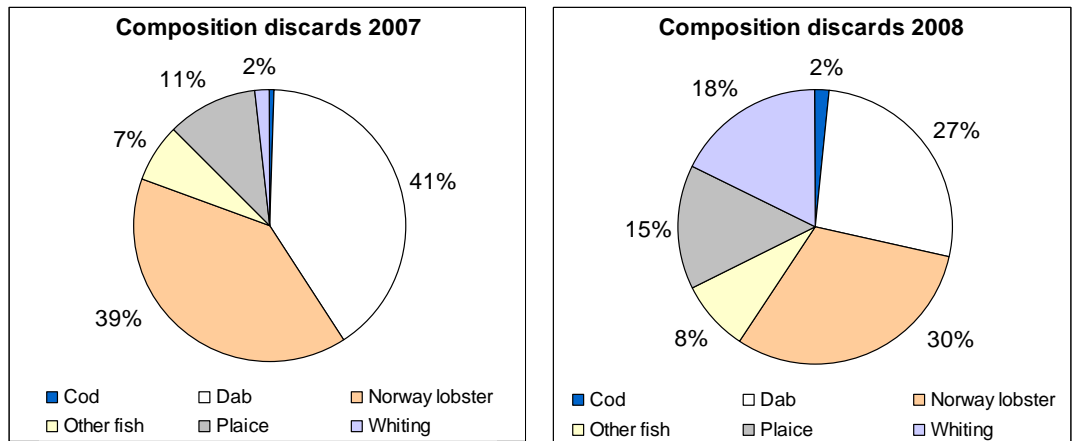 Composition discards 2007
2%
11%
7%
41%
39%
Cod Dab Norway lobster
Other fish Plaice Whiting
Composition discards 2008
2%
18%
27%
15%
8%
30%
Cod Dab Norway lobster
Other fish Plaice Whiting